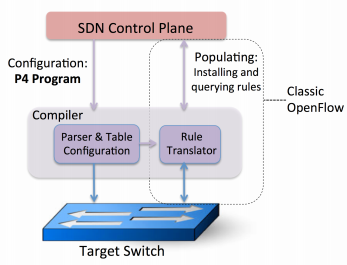 SDN Control Plane
Configuration:
P4 Program
Populating:
Installing and
querying rules
Classic
OpenFlow
Compiler
Parser & Table
Configuration
Rule
Translator
Target Switch